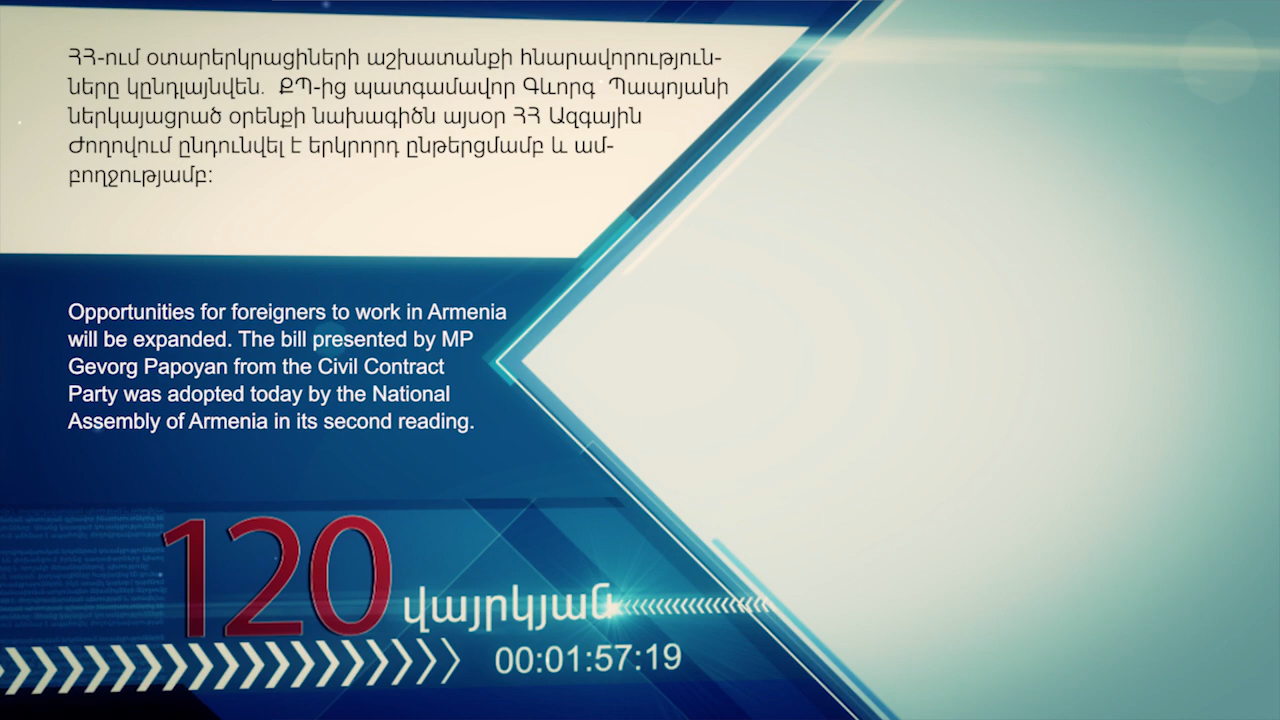 ՀՀ-ում օտարերկրացիների աշխատանքի հնարավորություն-
ները կընդլայնվեն. ՔՊ-ից պատգամավոր Գևորգ Պապոյանի
ներկայացրած օրենքի նախագիծն այսօր ՀՀ Ազգային
Ժողովում ընդունվել է երկրորդ ընթերցմամբ և ամ-
բողջությամբ:
Opportunities for foreigners to work in Armenia
will be expanded. The bill presented by MP
Gevorg Papoyan from the Civil Contract
Party was adopted today by the National
Assembly of Armenia in its second reading.
120 վայրկյան
00:01:57:19